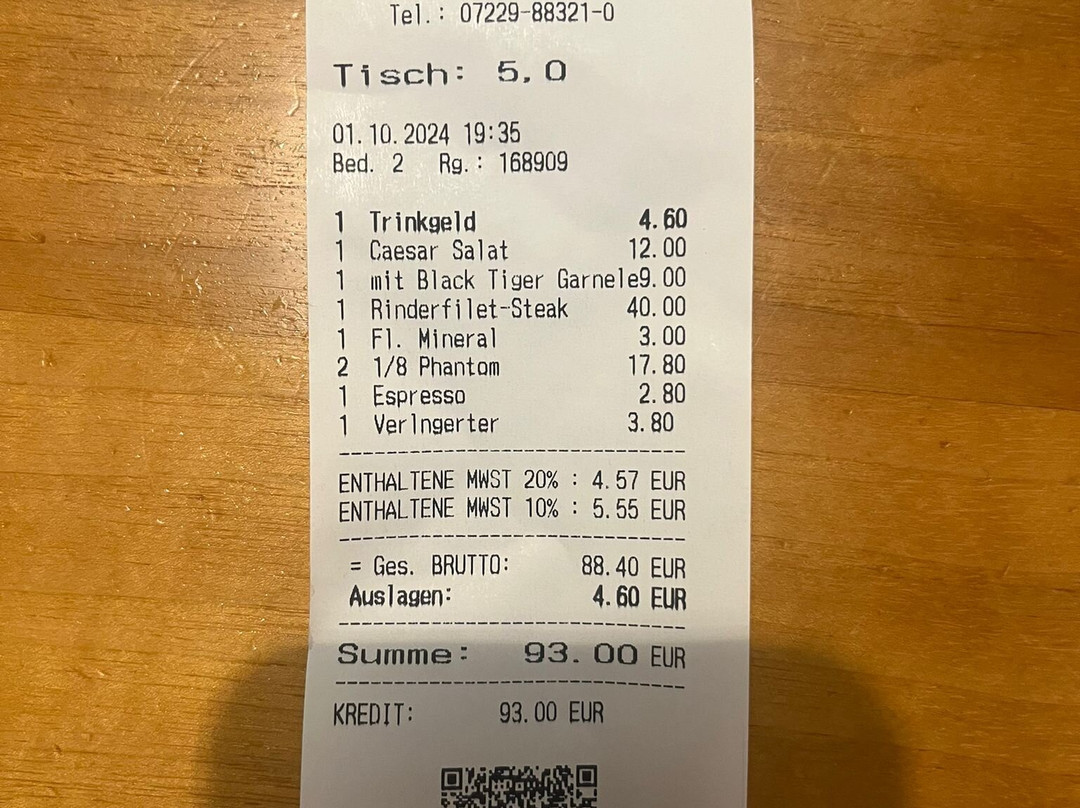 Tel.: 07229-88321-0
Tisch: 5,0
01.10.2024 19:35
Bed. 2 Rg.: 168909
1 Trinkgeld 4.60
1 Caesar Salat 12.00
1 mit Black Tiger Garnele9.00
1 Rinderfilet-Steak 40.00
1 Fl. Mineral 3.00
2 1/8 Phantom 17.80
1 Espresso 2.80
1 Verlngerter 3.80
ENTHALTENE MWST 20% : 4.57 EUR
ENTHALTENE MWST 10% : 5.55 EUR
= Ges. BRUTTO: 88.40 EUR
Auslagen: 4.60 EUR
Summe: 93.00 EUR
KREDIT: 93.00 EUR